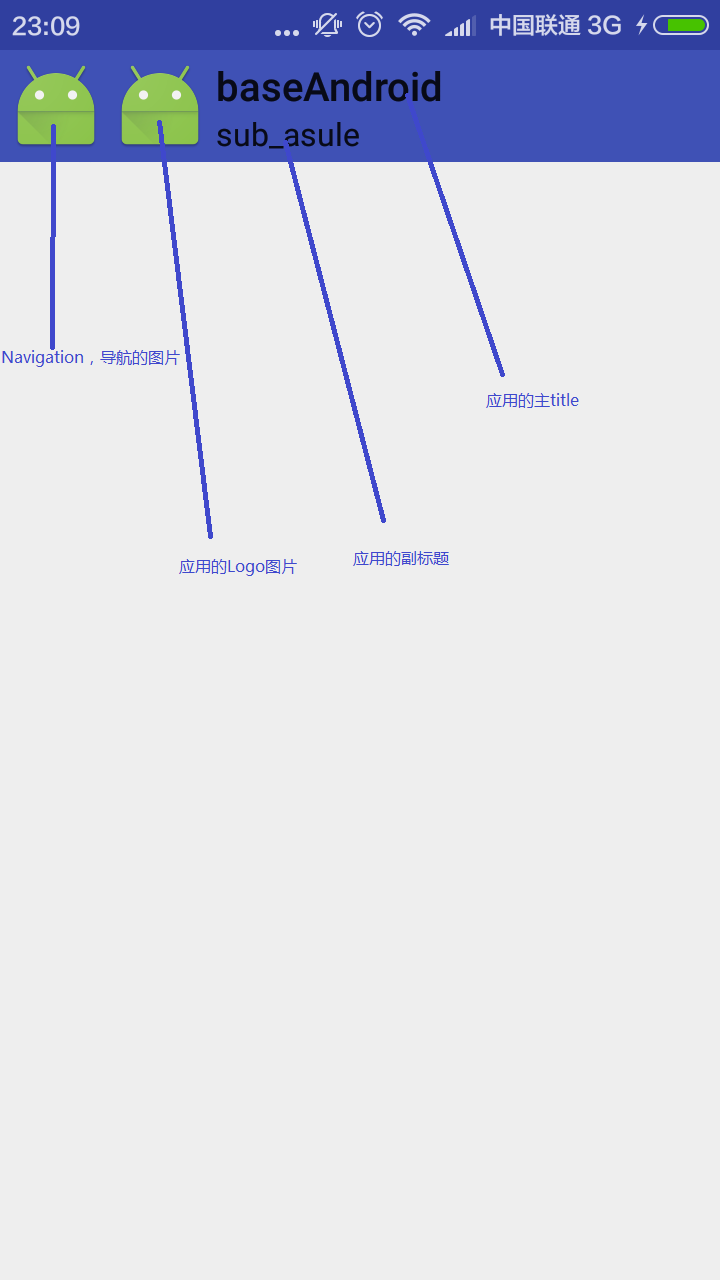 23:09 中国联通 3G
baseAndroid
sub_asule
Navigation，导航的图片
应用的主title
应用的副标题
应用的Logo图片